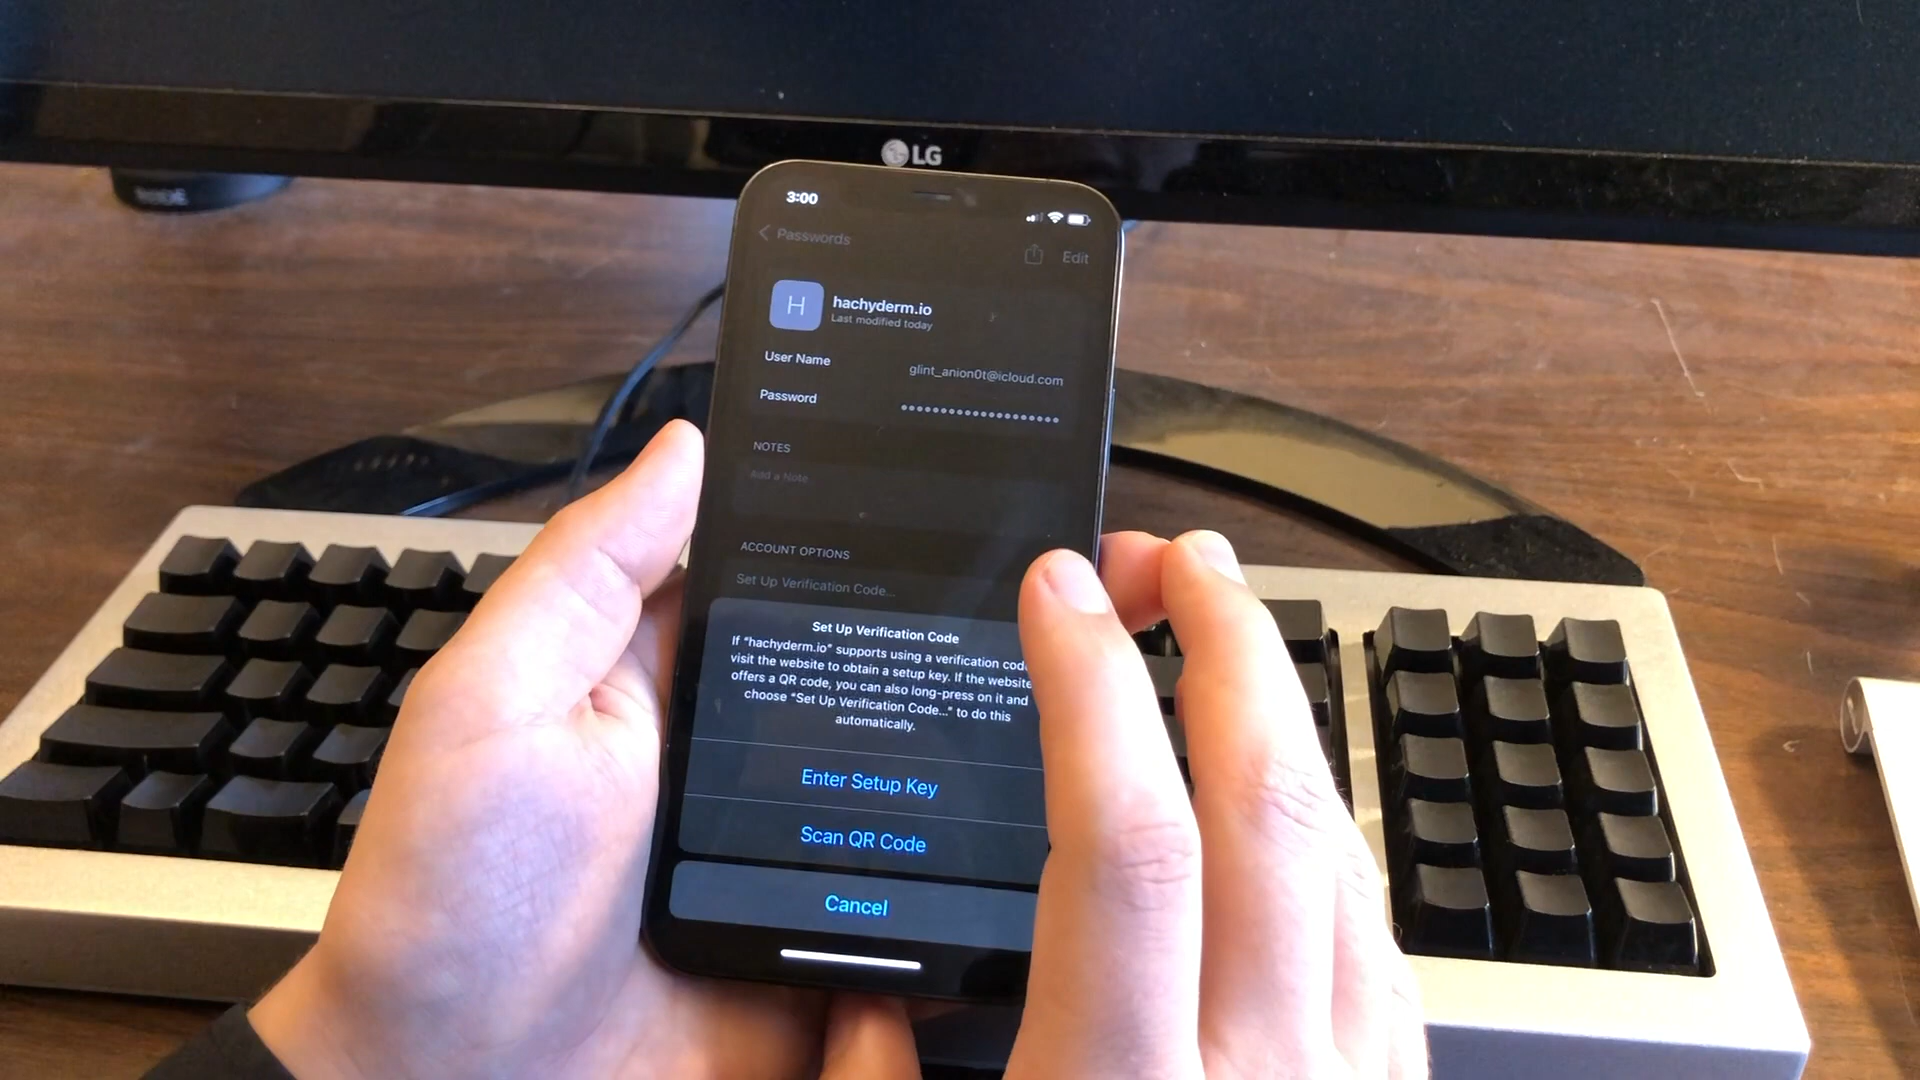 LG
3:00
Passwords
Edit
H
hachyderm.io
Last modified today
User Name
glint_anion0t@icloud.com
Password
NOTES
Add a Note
ACCOUNT OPTIONS
Set Up Verification Code...
Set Up Verification Code
If "hachyderm.io" supports using a verification code
visit the website to obtain a setup key. If the website
offers a QR code, you can also long-press on it and
choose "Set Up Verification Code..." to do this
automatically.
Enter Setup Key
Scan QR Code
Cancel